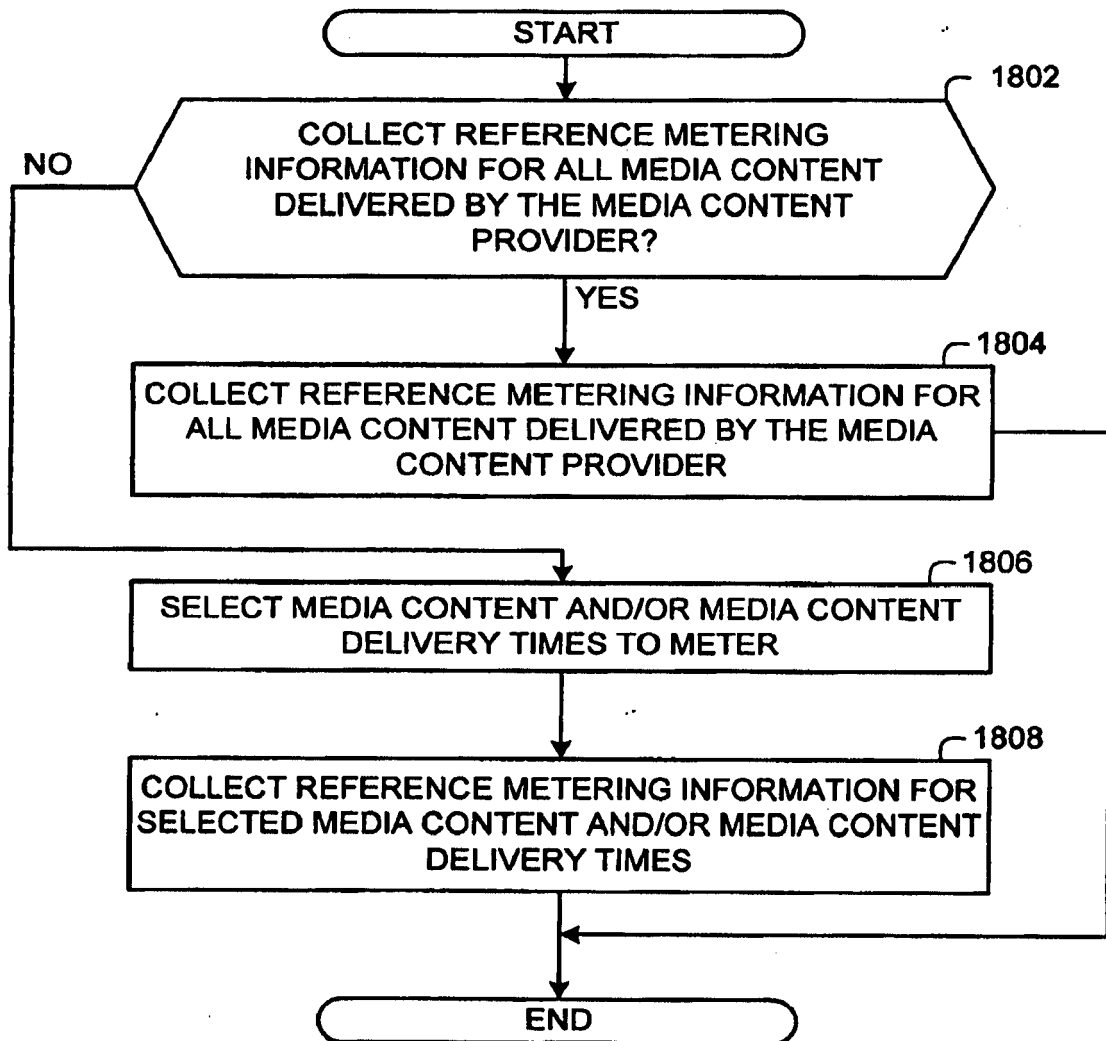 START
1802
COLLECT REFERENCE METERING
INFORMATION FOR ALL MEDIA CONTENT
DELIVERED BY THE MEDIA CONTENT
PROVIDER?
NO
YES
1804
COLLECT REFERENCE METERING INFORMATION FOR
ALL MEDIA CONTENT DELIVERED BY THE MEDIA
CONTENT PROVIDER
1806
SELECT MEDIA CONTENT AND/OR MEDIA CONTENT
DELIVERY TIMES TO METER
1808
COLLECT REFERENCE METERING INFORMATION FOR
SELECTED MEDIA CONTENT AND/OR MEDIA CONTENT
DELIVERY TIMES
END